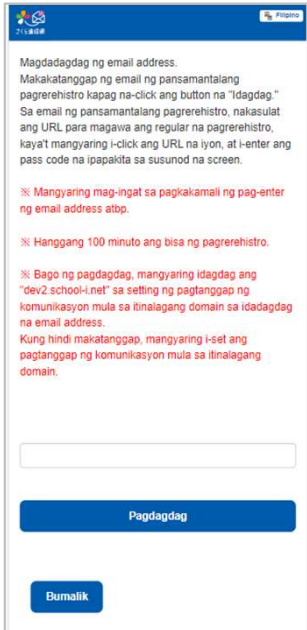 さくら連絡網
Filipino
Magdadagdag ng email address.
Makakatanggap ng email ng pansamantalang
pagrerehistro kapag na-click ang button na "Idagdag."
Sa email ng pansamantalang pagrerehistro, nakasulat
ang URL para magawa ang regular na pagrerehistro,
kaya't mangyaring i-click ang URL na iyon, at i-enter ang
pass code na ipapakita sa susunod na screen.
※ Mangyaring mag-ingat sa pagkakamali ng pag-enter
ng email address atbp.
※ Hanggang 100 minuto ang bisa ng pagrerehistro.
※ Bago ng pagdagdag, mangyaring idagdag ang
"dev2.school-i.net" sa setting ng pagtanggap ng
komunikasyon mula sa itinalagang domain sa idadagdag
na email address.
Kung hindi makatanggap, mangyaring i-set ang
pagtanggap ng komunikasyon mula sa itinalagang
domain.
Pagdagdag
Bumalik